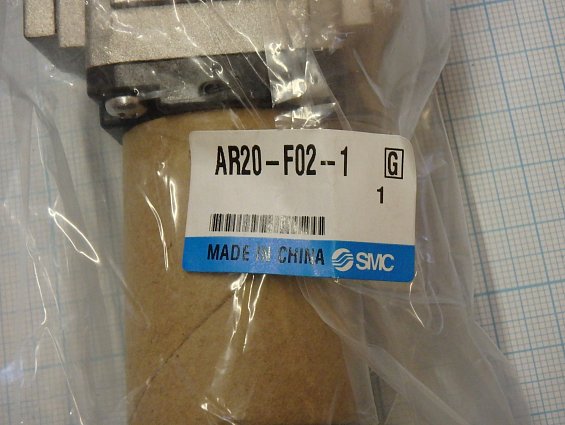 AR20-F02--1 G
1
MADE IN CHINA SMC